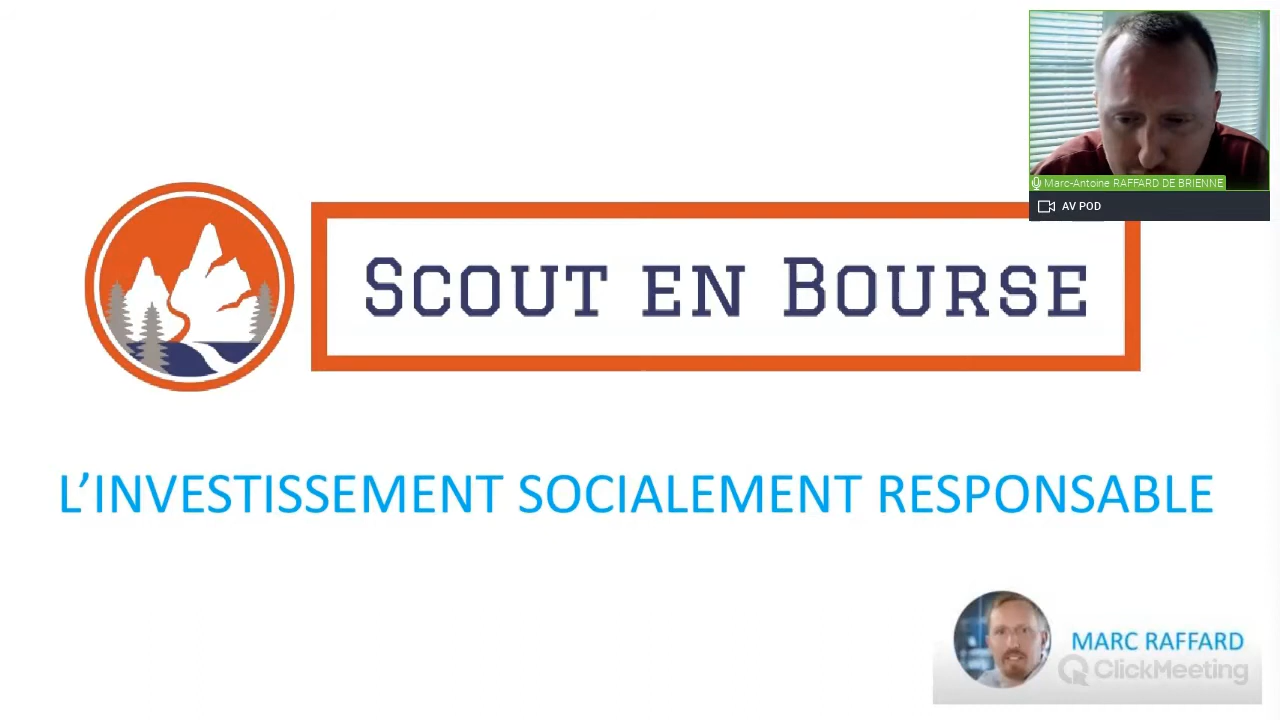 Marc-Antoine RAFFARD DE BRIENNE
AV POD
SCOUT EN BOURSE
L'INVESTISSEMENT SOCIALEMENT RESPONSABLE
MARC RAFFARD
ClickMeeting